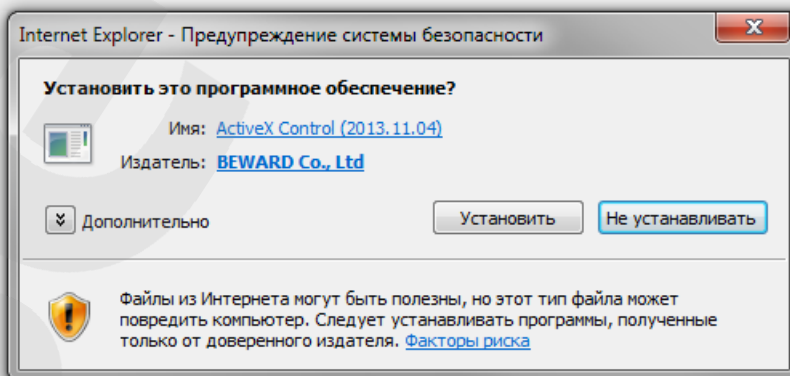 Internet Explorer - Предупреждение системы безопасности
Установить это программное обеспечение?
Имя: ActiveX Control (2013.11.04)
Издатель: BEWARD Co., Ltd
Дополнительно
Установить
Не устанавливать
Файлы из Интернета могут быть полезны, но этот тип файла может
повредить компьютер. Следует устанавливать программы, полученные
только от доверенного издателя. Факторы риска